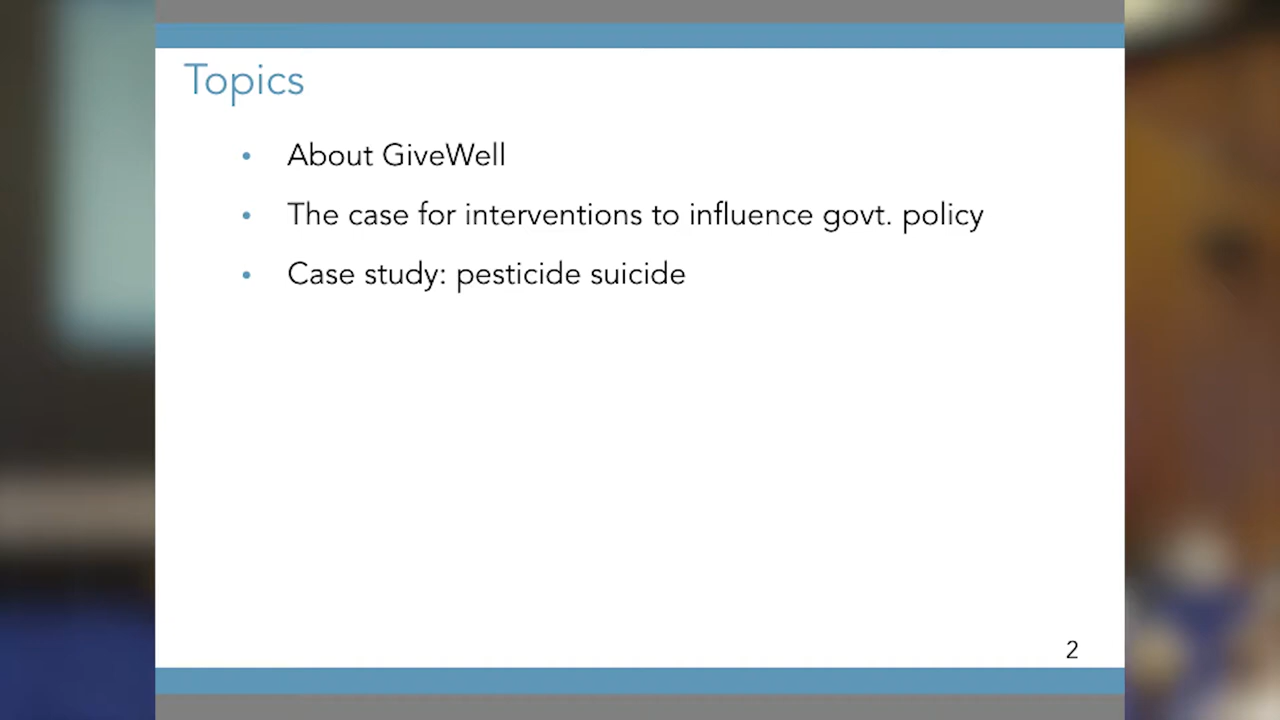 Topics
• About GiveWell
• The case for interventions to influence govt. policy
• Case study: pesticide suicide
2